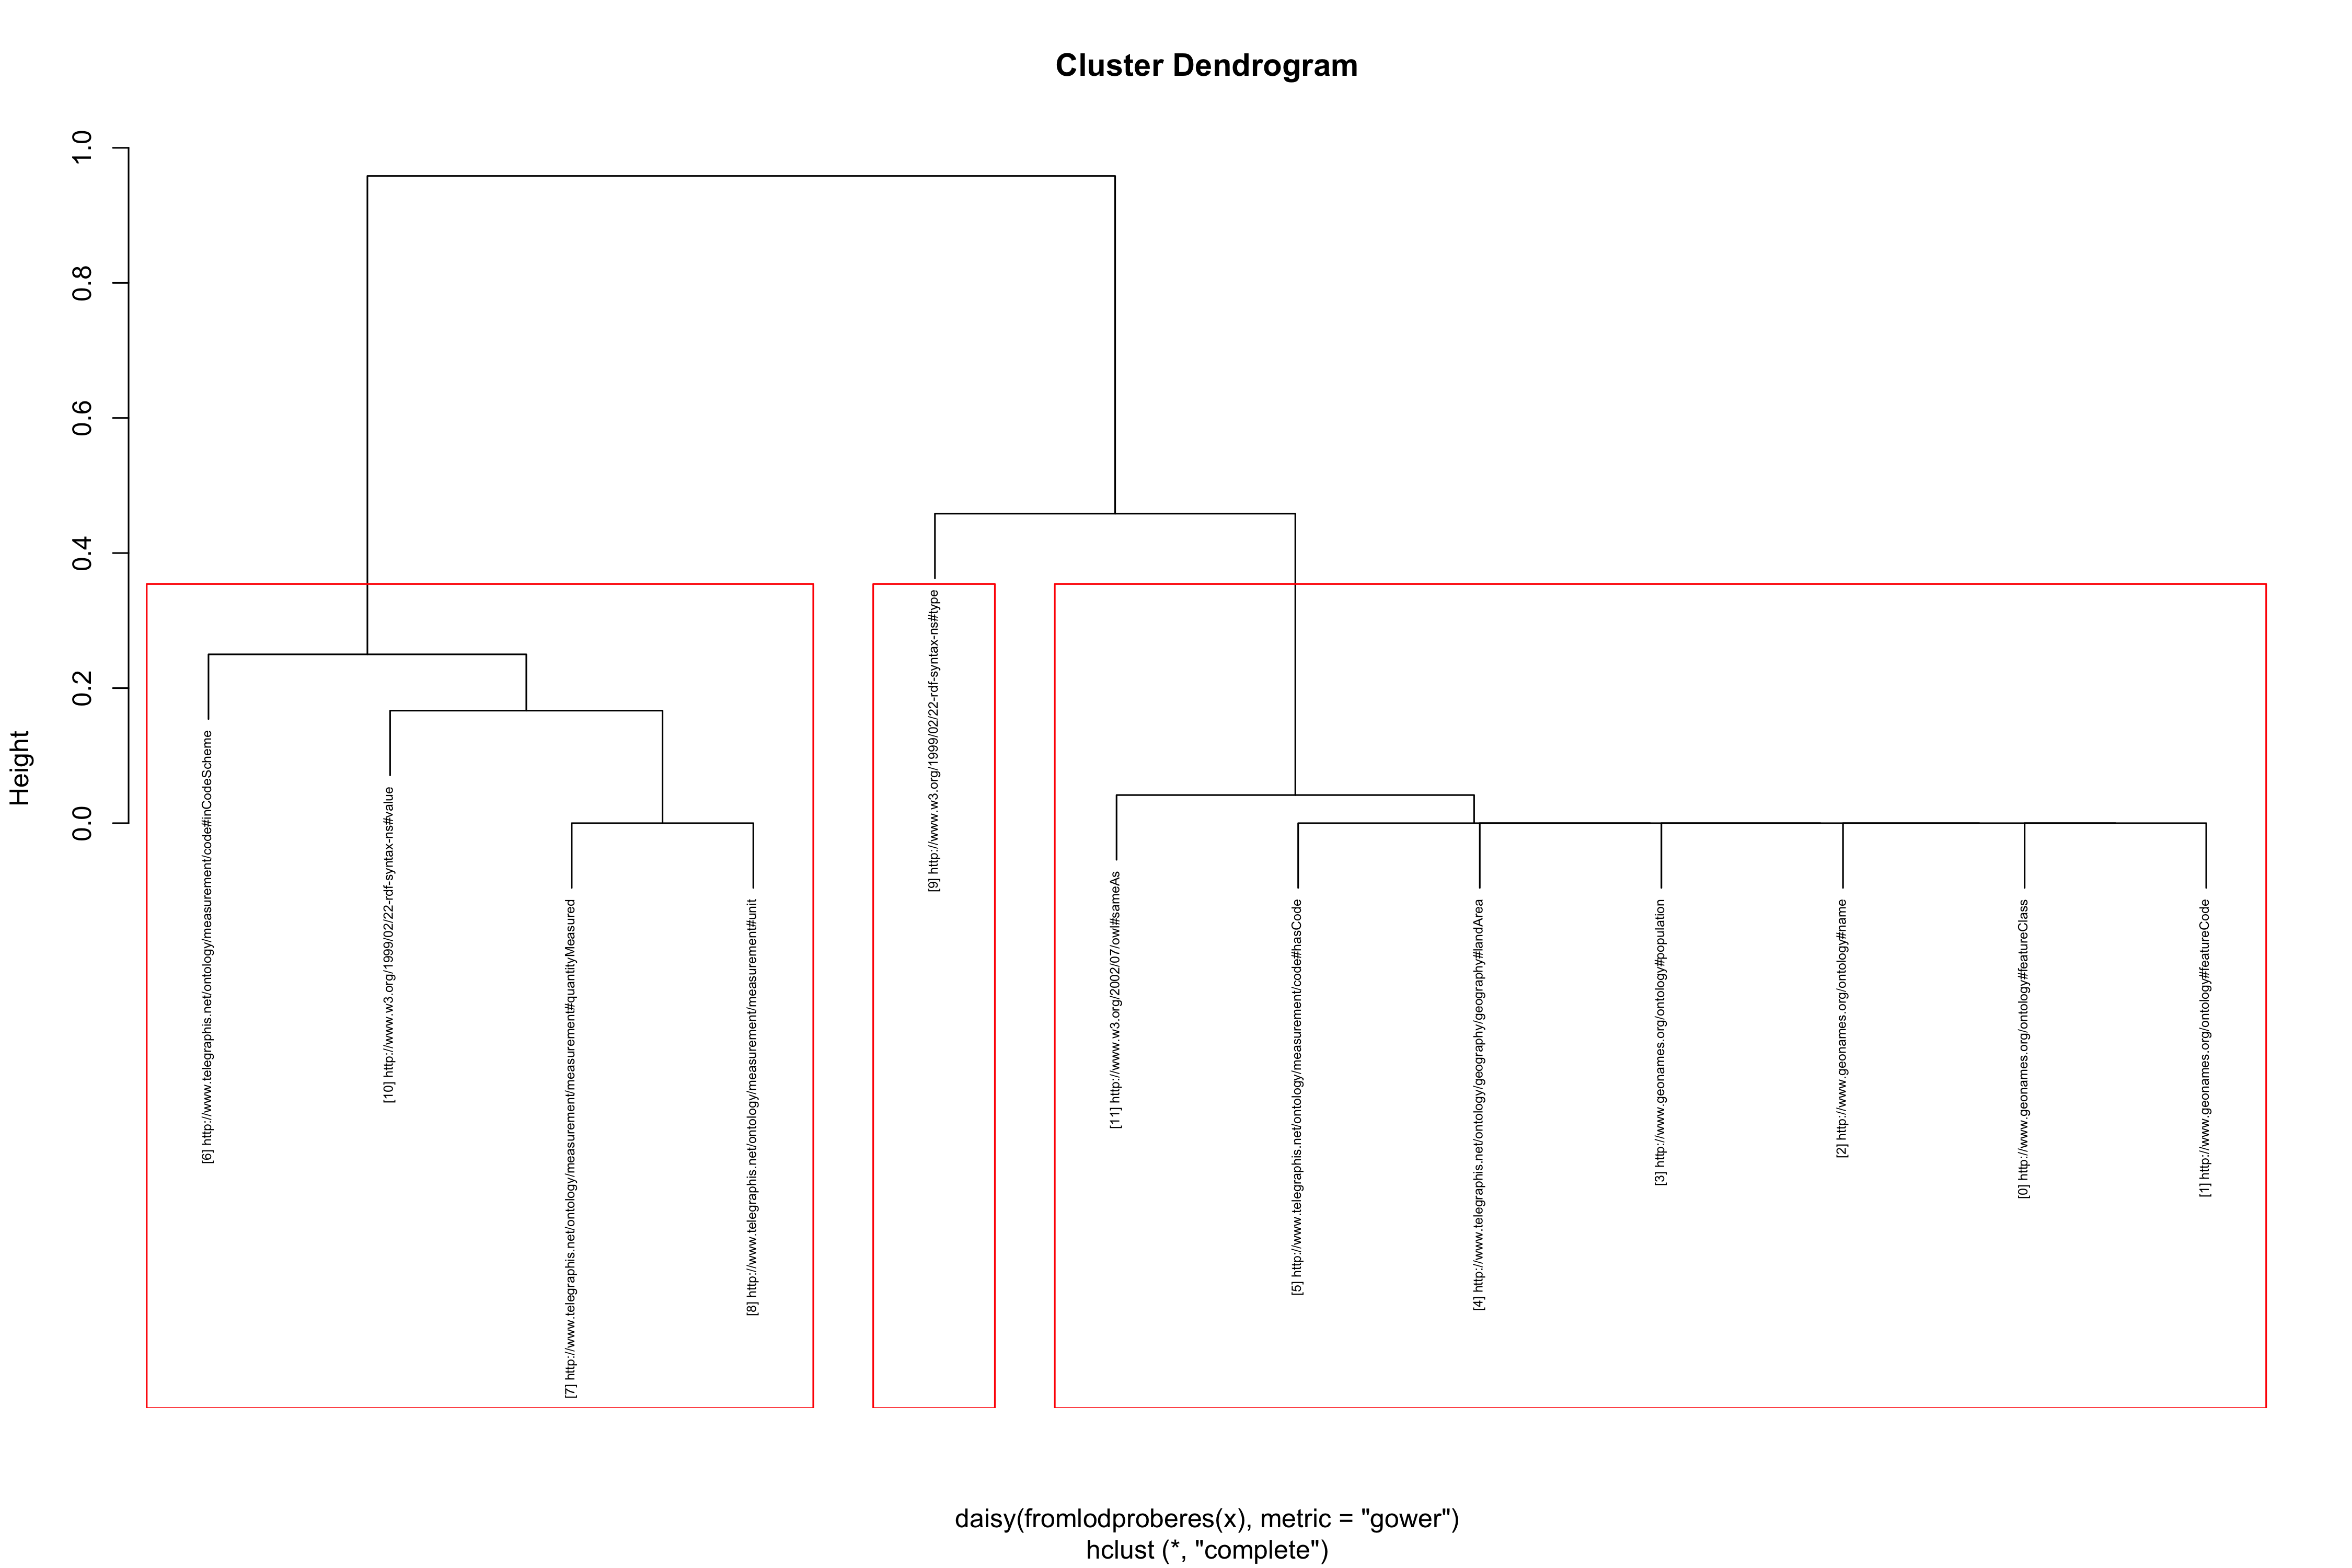 Cluster Dendrogram
1.0
0.8
0.6
0.4
0.2
0.0
Height
[6] http://www.telegraphis.net/ontology/measurement/code#inCodeScheme
[10] http://www.w3.org/1999/02/22-rdf-syntax-ns#value
[7] http://www.telegraphis.net/ontology/measurement/measurement#quantityMeasured
[8] http://www.telegraphis.net/ontology/measurement/measurement#unit
[9] http://www.w3.org/1999/02/22-rdf-syntax-ns#type
[11] http://www.w3.org/2002/07/owl#sameAs
[5] http://www.telegraphis.net/ontology/measurement/code#hasCode
[4] http://www.telegraphis.net/ontology/geography/geography#landArea
[3] http://www.geonames.org/ontology#population
[2] http://www.geonames.org/ontology#name
[0] http://www.geonames.org/ontology#featureClass
[1] http://www.geonames.org/ontology#featureCode
daisy(fromlodproberes(x), metric = "gower")
hclust (*, "complete")